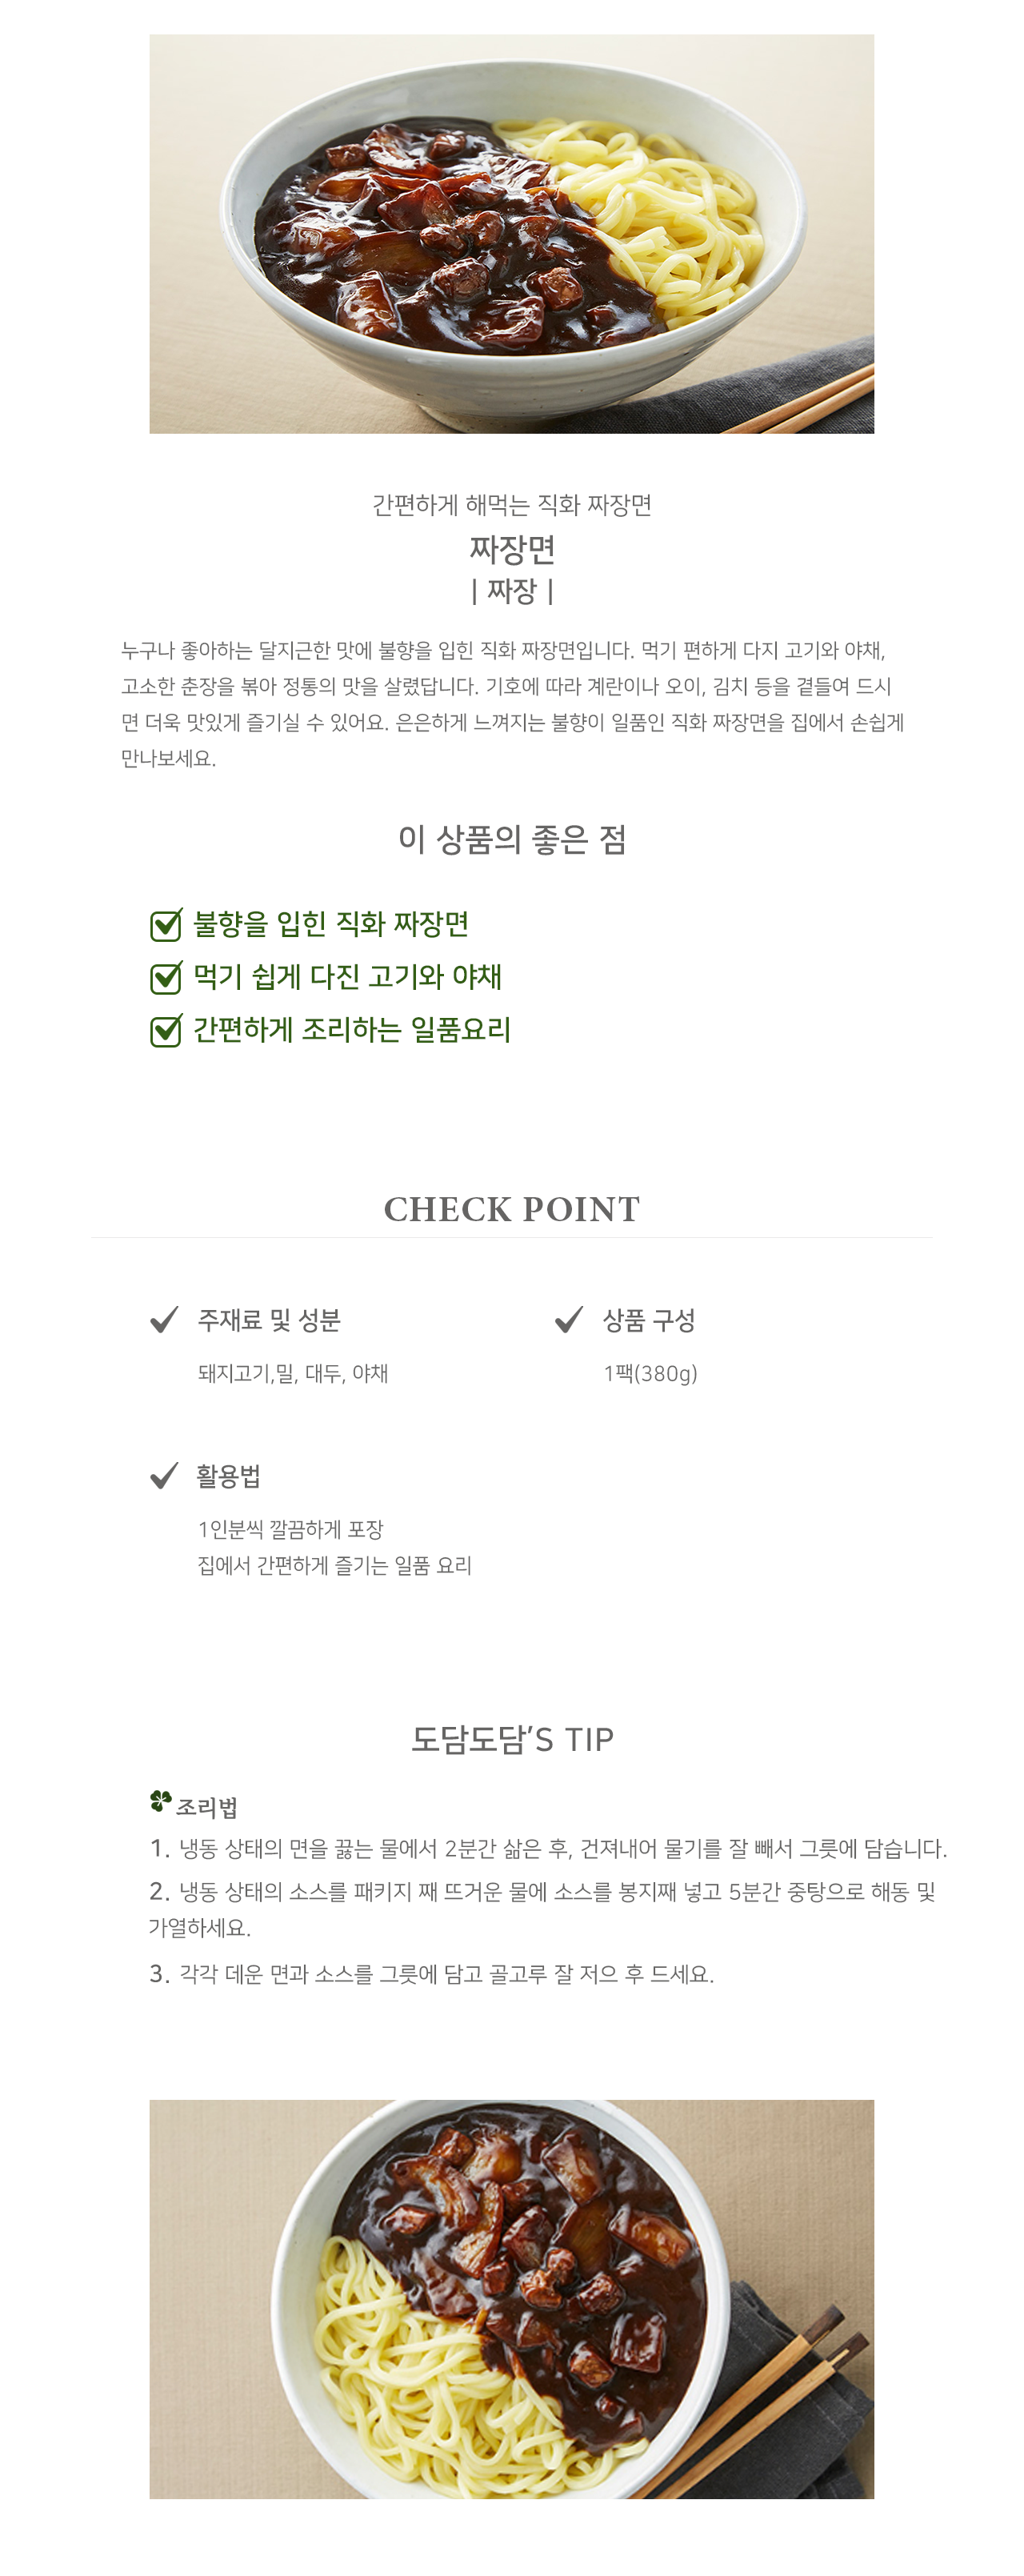 간편하게 해먹는 직화 짜장면
짜장면
| 짜장 |
누구나 좋아하는 달지근한 맛에 불향을 입힌 직화 짜장면입니다. 먹기 편하게 다지 고기와 야채,
고소한 춘장을 볶아 정통의 맛을 살렸답니다. 기호에 따라 계란이나 오이, 김치 등을 곁들여 드시
면 더욱 맛있게 즐기실 수 있어요. 은은하게 느껴지는 불향이 일품인 직화 짜장면을 집에서 손쉽게
만나보세요.
이 상품의 좋은 점
불향을 입힌 직화 짜장면
먹기 쉽게 다진 고기와 야채
간편하게 조리하는 일품요리
CHECK POINT
주재료 및 성분
상품 구성
돼지고기,밀, 대두, 야채
1팩(380g)
활용법
1인분씩 깔끔하게 포장
집에서 간편하게 즐기는 일품 요리
도담도담’S TIP
조리법
1. 냉동 상태의 면을 끓는 물에서 2분간 삶은 후, 건져내어 물기를 잘 빼서 그릇에 담습니다.
2. 냉동 상태의 소스를 패키지 째 뜨거운 물에 소스를 봉지째 넣고 5분간 중탕으로 해동 및
가열하세요.
3. 각각 데운 면과 소스를 그릇에 담고 골고루 잘 저으 후 드세요.